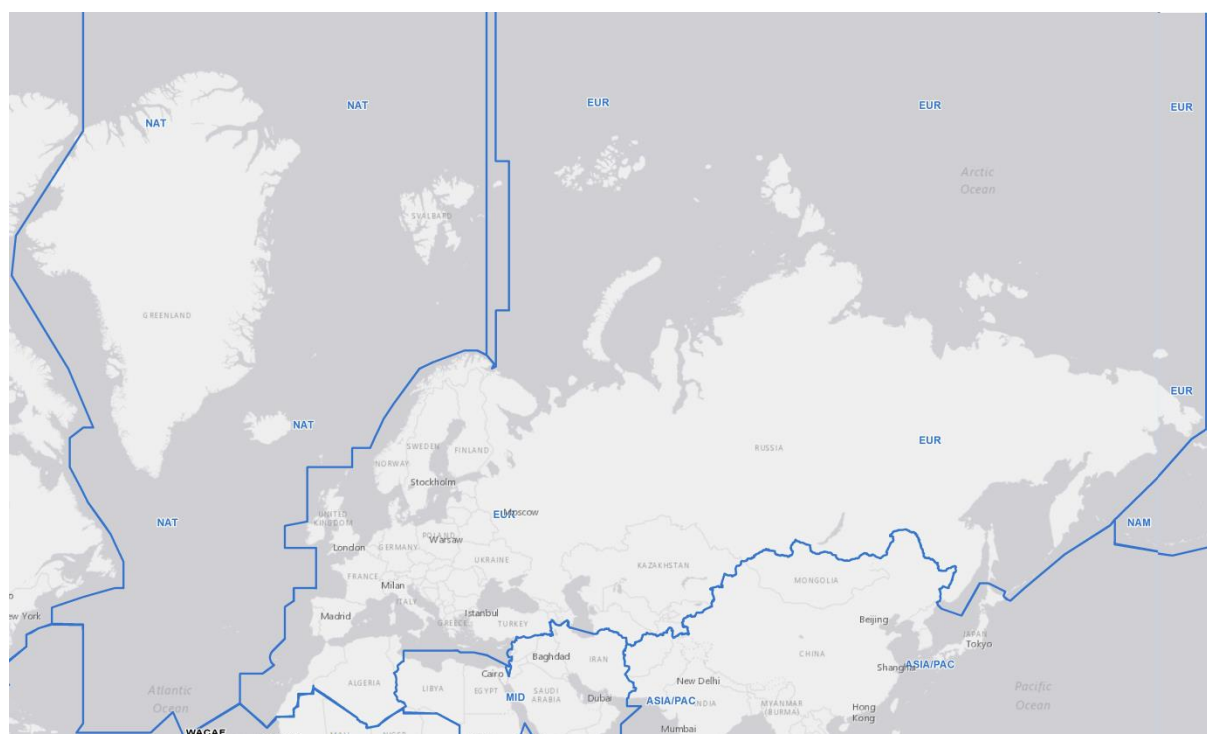 NAT
NAT
EUR
EUR
EUR
Arctic
Ocean
SVALBARD
GREENLAND
NAT
EUR
EUR
RUSSIA
SWEDEN
FINLAND
NORWAY
Stockholm
NAT
UNITED
KINGDOM
EUR
Moscow
NAM
London
GERMANY
POLAND
Warsaw
UKRAINE
KAZAKHSTAN
MONGOLIA
FRANCE
Milan
ITALY
ew York
Madrid
Istanbul
GREECE
TURKEY
Beijing
JAPAN
Tokyo
Baghdad
IRAN
CHINA
Shanghai
ASIA/PAC
Cairo
ALGERIA
LIBYA
EGYPT
MID
SAUDI
ARABIA
Dubai
New Delhi
ASIA/PAC
INDIA
MYANMAR
(BURMA)
Hong
Kong
Atlantic
Ocean
Pacific
Ocean
Mumbai
WACAF